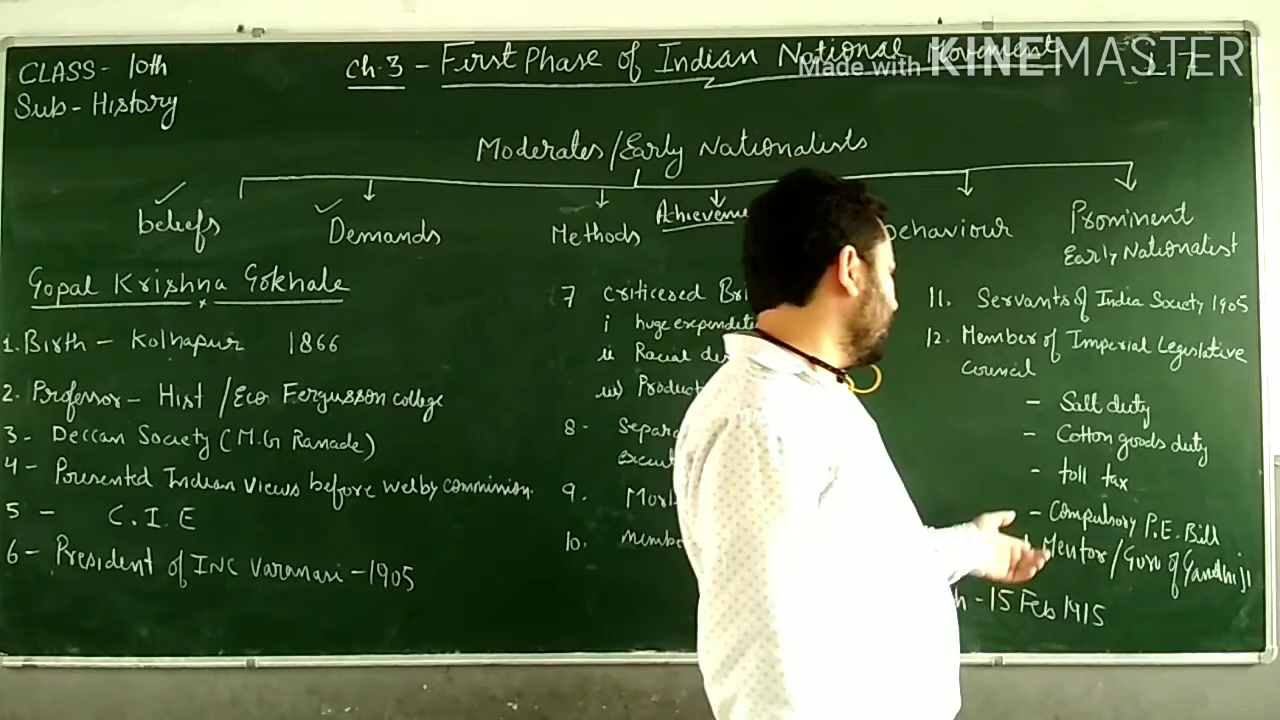 CLASS - 10th
Sub - History
Ch.3 - First Phase of Indian National Movement
L-7
Made with KINEMASTER
Moderates/Early Nationalists
beliefs
Demands
Methods
Achieveme
behaviour
Prominent
Early Nationalist
Gopal Krishna Gokhale
1. Birth - Kolhapur 1866
2. Professor - Hist /Eco Fergusson college
3 - Deccan Society (M.G Ranade)
4 - Presented Indian views before welby commission.
5 - C.I.E
6 - President of INC Varanasi - 1905
7 criticesed Bri
i huge expendit
ii Racial di
iii) Product
8 - Separa
execut
9. Morl
10. membe
11. Servants of India Society 1905
12. Member of Imperial Legislative
Council
- Salt duty
- Cotton goods duty
- toll tax
- Compulsory P.E. Bill
Mentor/Guru of Gandhiji
h - 15 Feb 1915